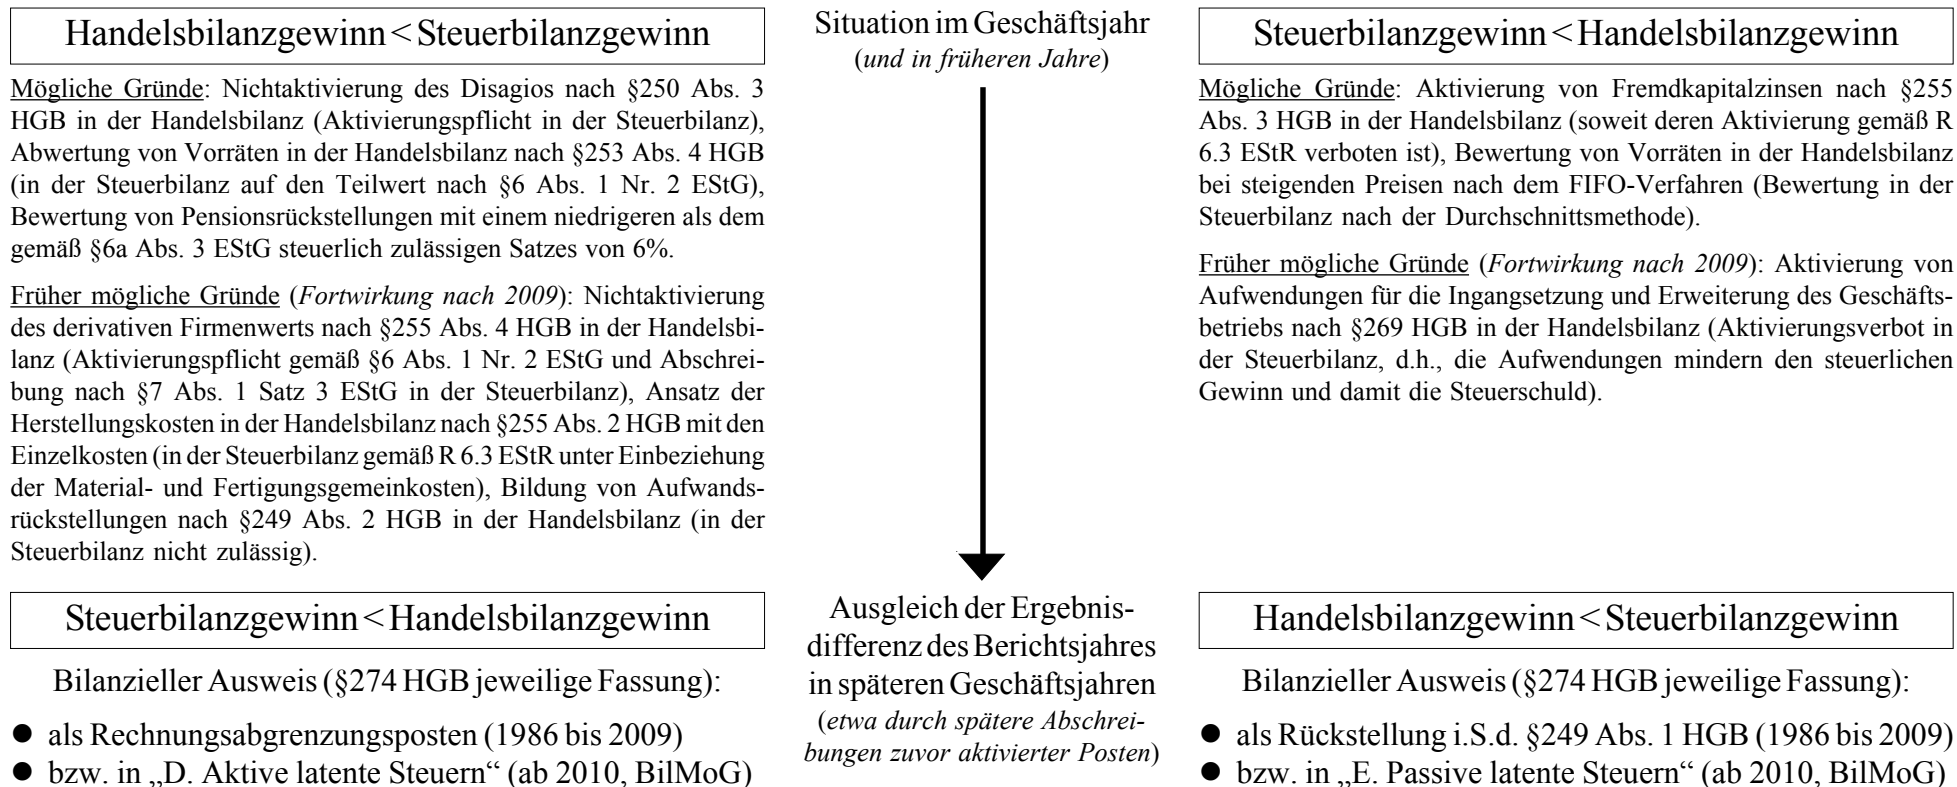 Handelsbilanzgewinn < Steuerbilanzgewinn
Mögliche Gründe: Nichtaktivierung des Disagios nach §250 Abs. 3
HGB in der Handelsbilanz (Aktivierungspflicht in der Steuerbilanz),
Abwertung von Vorräten in der Handelsbilanz nach §253 Abs. 4 HGB
(in der Steuerbilanz auf den Teilwert nach §6 Abs. 1 Nr. 2 EStG),
Bewertung von Pensionsrückstellungen mit einem niedrigeren als dem
gemäß §6a Abs. 3 EStG steuerlich zulässigen Satzes von 6%.
Früher mögliche Gründe (Fortwirkung nach 2009): Nichtaktivierung
des derivativen Firmenwerts nach §255 Abs. 4 HGB in der Handelsbi-
lanz (Aktivierungspflicht gemäß §6 Abs. 1 Nr. 2 EStG und Abschrei-
bung nach §7 Abs. 1 Satz 3 EStG in der Steuerbilanz), Ansatz der
Herstellungskosten in der Handelsbilanz nach §255 Abs. 2 HGB mit den
Einzelkosten (in der Steuerbilanz gemäß R 6.3 EStR unter Einbeziehung
der Material- und Fertigungsgemeinkosten), Bildung von Aufwands-
rückstellungen nach §249 Abs. 2 HGB in der Handelsbilanz (in der
Steuerbilanz nicht zulässig).
Steuerbilanzgewinn < Handelsbilanzgewinn
Bilanzieller Ausweis (§274 HGB jeweilige Fassung):
● als Rechnungsabgrenzungsposten (1986 bis 2009)
● bzw. in „D. Aktive latente Steuern“ (ab 2010, BilMoG)
Situation im Geschäftsjahr
(und in früheren Jahre)
Ausgleich der Ergebnis-
differenz des Berichtsjahres
in späteren Geschäftsjahren
(etwa durch spätere Abschrei-
bungen zuvor aktivierter Posten)
Steuerbilanzgewinn < Handelsbilanzgewinn
Mögliche Gründe: Aktivierung von Fremdkapitalzinsen nach §255
Abs. 3 HGB in der Handelsbilanz (soweit deren Aktivierung gemäß R
6.3 EStR verboten ist), Bewertung von Vorräten in der Handelsbilanz
bei steigenden Preisen nach dem FIFO-Verfahren (Bewertung in der
Steuerbilanz nach der Durchschnittsmethode).
Früher mögliche Gründe (Fortwirkung nach 2009): Aktivierung von
Aufwendungen für die Ingangsetzung und Erweiterung des Geschäfts-
betriebs nach §269 HGB in der Handelsbilanz (Aktivierungsverbot in
der Steuerbilanz, d.h., die Aufwendungen mindern den steuerlichen
Gewinn und damit die Steuerschuld).
Handelsbilanzgewinn < Steuerbilanzgewinn
Bilanzieller Ausweis (§274 HGB jeweilige Fassung):
● als Rückstellung i.S.d. §249 Abs. 1 HGB (1986 bis 2009)
● bzw. in „E. Passive latente Steuern“ (ab 2010, BilMoG)